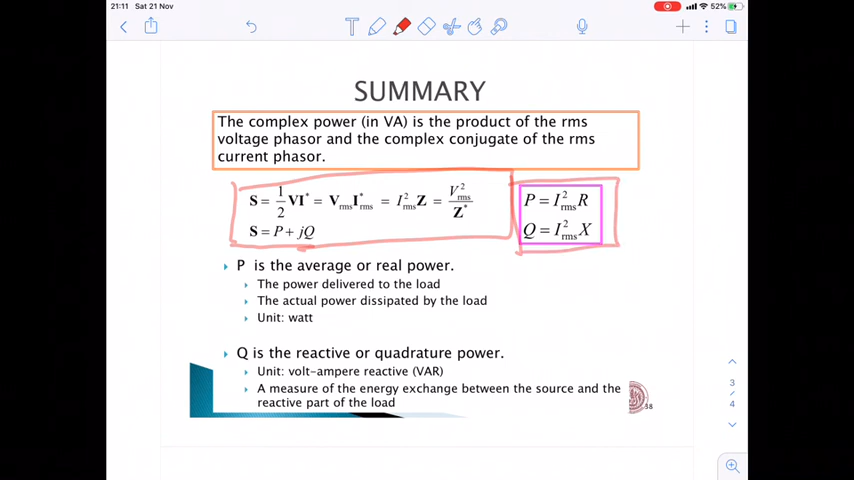 21:11 Sat 21 Nov
52%
T
SUMMARY
The complex power (in VA) is the product of the rms
voltage phasor and the complex conjugate of the rms
current phasor.
S = 1/2 VI* = V_rms I*_rms = I²_rms Z = V²_rms / Z*
S = P + jQ
P = I²_rms R
Q = I²_rms X
P is the average or real power.
The power delivered to the load
The actual power dissipated by the load
Unit: watt
Q is the reactive or quadrature power.
Unit: volt-ampere reactive (VAR)
A measure of the energy exchange between the source and the
reactive part of the load
38
3
/
4